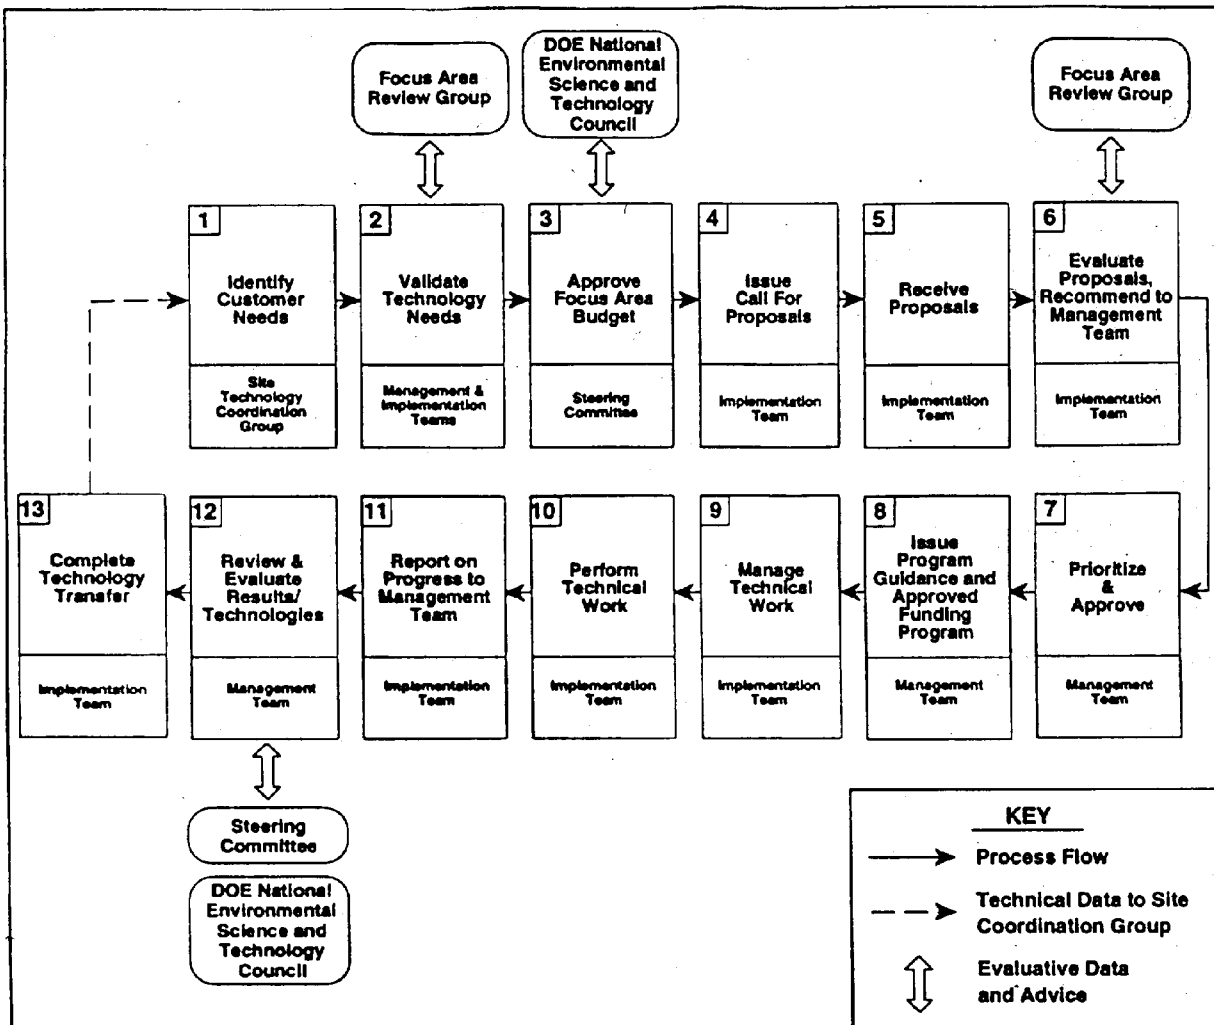 Focus Area
Review Group
DOE National
Environmental
Science and
Technology
Council
Focus Area
Review Group
1
Identify
Customer
Needs
Site
Technology
Coordination
Group
2
Validate
Technology
Needs
Management &
Implementation
Teams
3
Approve
Focus Area
Budget
Steering
Committee
4
Issue
Call For
Proposals
Implementation
Team
5
Receive
Proposals
Implementation
Team
6
Evaluate
Proposals,
Recommend to
Management
Team
Implementation
Team
13
Complete
Technology
Transfer
Implementation
Team
12
Review &
Evaluate
Results/
Technologies
Management
Team
11
Report on
Progress to
Management
Team
Implementation
Team
10
Perform
Technical
Work
Implementation
Team
9
Manage
Technical
Work
Implementation
Team
8
Issue
Program
Guidance and
Approved
Funding
Program
Management
Team
7
Prioritize
&
Approve
Management
Team
Steering
Committee
DOE National
Environmental
Science and
Technology
Council
KEY
Process Flow
Technical Data to Site
Coordination Group
Evaluative Data
and Advice